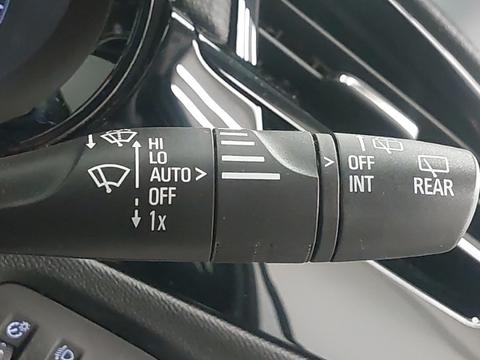 HI
LO
AUTO >
OFF
1x
>
I
OFF
INT
REAR